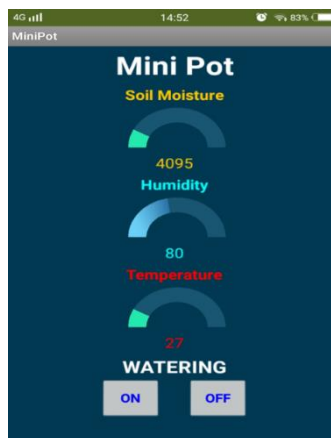 4G 14:52 83%
MiniPot
Mini Pot
Soil Moisture
4095
Humidity
80
Temperature
27
WATERING
ON OFF